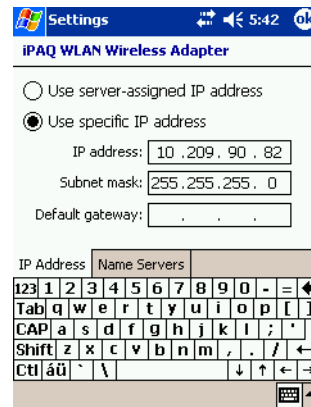 Settings 5:42 ok
iPAQ WLAN Wireless Adapter
Use server-assigned IP address
Use specific IP address
IP address: 10 .209. 90 . 82
Subnet mask: 255.255.255. 0
Default gateway: . . .
IP Address Name Servers
123 1 2 3 4 5 6 7 8 9 0 - =
Tab q w e r t y u i o p [ ]
CAP a s d f g h j k l ; '
Shift z x c v b n m , . /
Ctl áü ` \